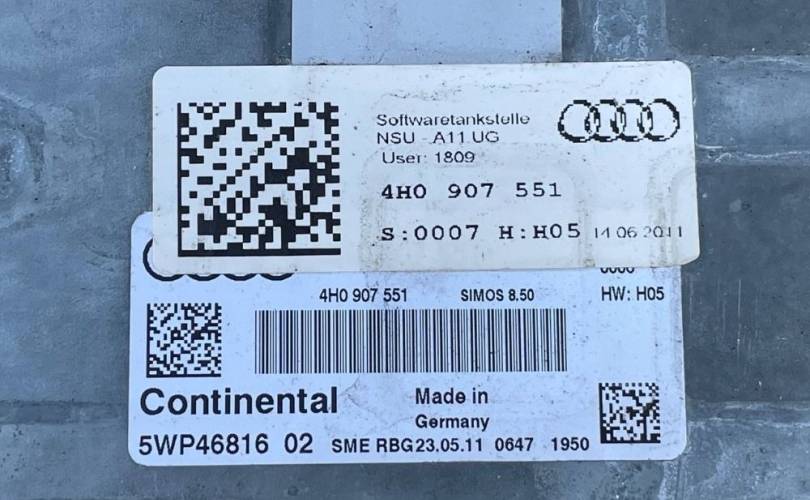 Softwaretankstelle
NSU - A11 UG
User: 1809
4H0 907 551
S:0007 H:H05 14.06.2011
4H0 907 551 SIMOS 8.50 HW: H05
Continental Made in
Germany
5WP46816 02 SME RBG23.05.11 0647 1950